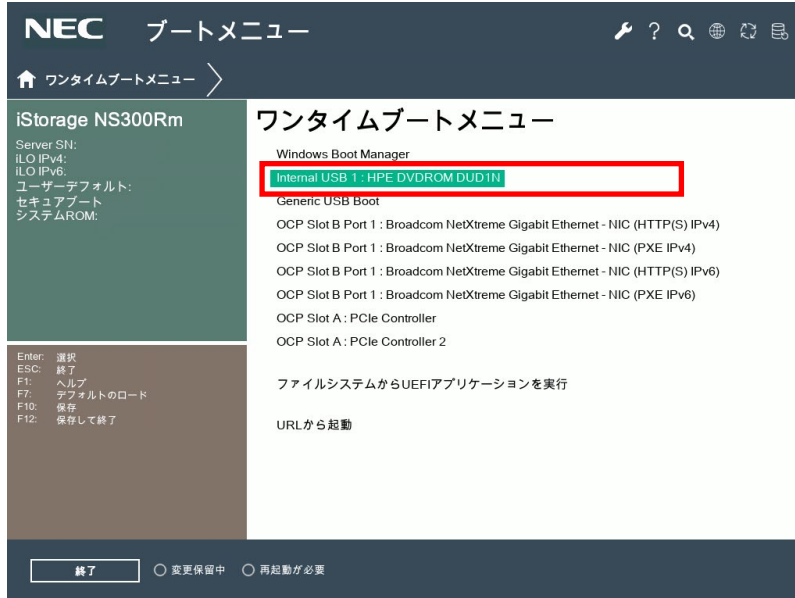 NEC ブートメニュー
?
ワンタイムブートメニュー
iStorage NS300Rm
Server SN:
iLO IPv4:
iLO IPv6:
ユーザーデフォルト:
セキュアブート
システムROM:
Enter: 選択
ESC: 終了
F1: ヘルプ
F7: デフォルトのロード
F10: 保存
F12: 保存して終了
ワンタイムブートメニュー
Windows Boot Manager
Internal USB 1 : HPE DVDROM DUD1N
Generic USB Boot
OCP Slot B Port 1 : Broadcom NetXtreme Gigabit Ethernet - NIC (HTTP(S) IPv4)
OCP Slot B Port 1 : Broadcom NetXtreme Gigabit Ethernet - NIC (PXE IPv4)
OCP Slot B Port 1 : Broadcom NetXtreme Gigabit Ethernet - NIC (HTTP(S) IPv6)
OCP Slot B Port 1 : Broadcom NetXtreme Gigabit Ethernet - NIC (PXE IPv6)
OCP Slot A : PCIe Controller
OCP Slot A : PCIe Controller 2
ファイルシステムからUEFIアプリケーションを実行
URLから起動
終了 変更保留中 再起動が必要